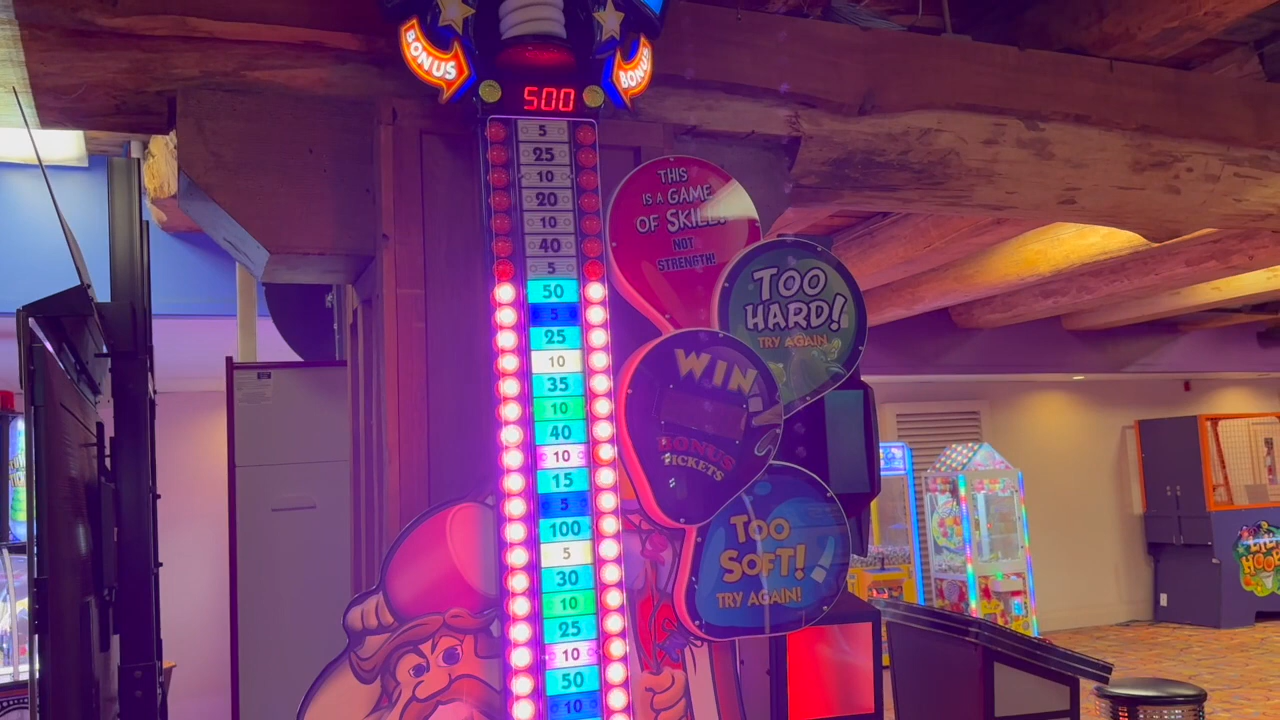 BONUS
BONUS
500
5
25
10
20
10
40
5
50
5
25
10
35
10
40
10
15
5
100
5
30
10
25
10
50
10
THIS
IS A GAME
OF SKILL!
NOT
STRENGTH!
TOO
HARD!
TRY AGAIN
WIN
BONUS
TICKETS
TOO
SOFT!
TRY AGAIN!